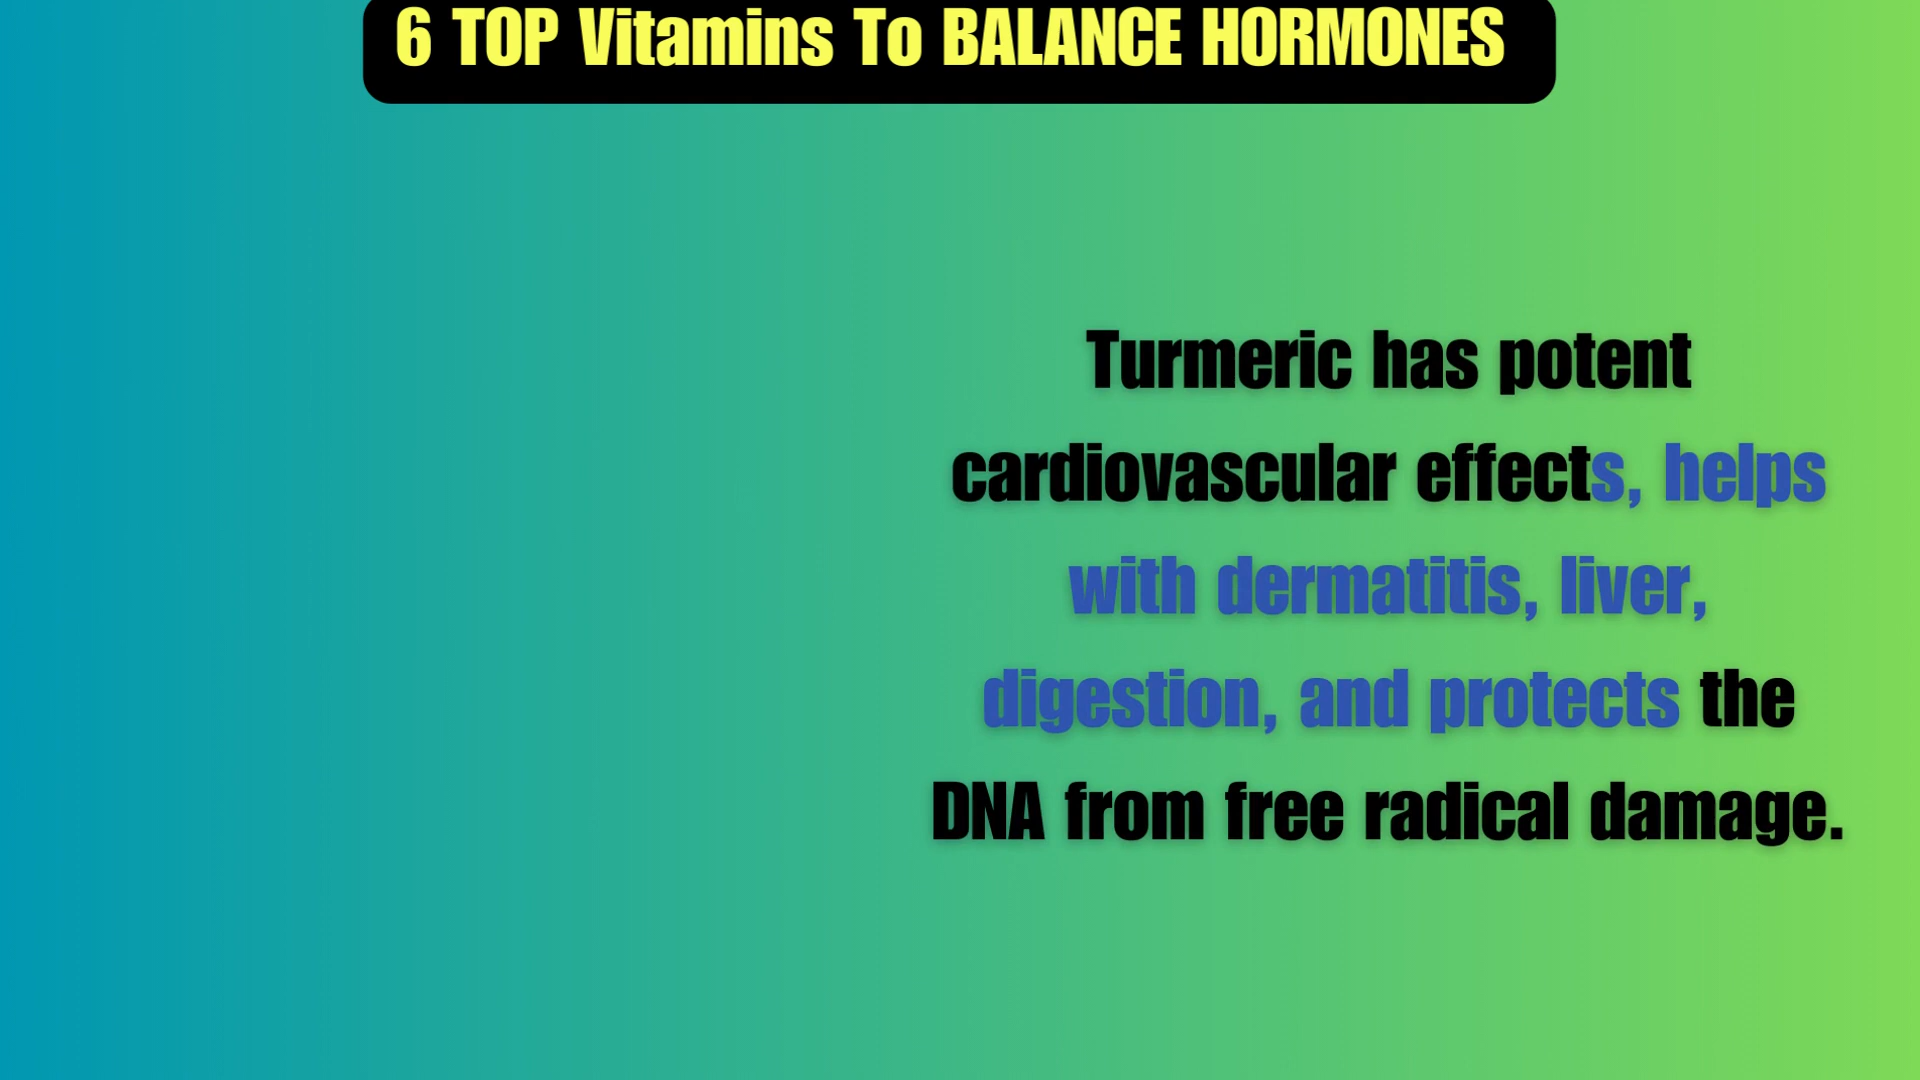 6 TOP Vitamins To BALANCE HORMONES
Turmeric has potent
cardiovascular effects, helps
with dermatitis, liver,
digestion, and protects the
DNA from free radical damage.